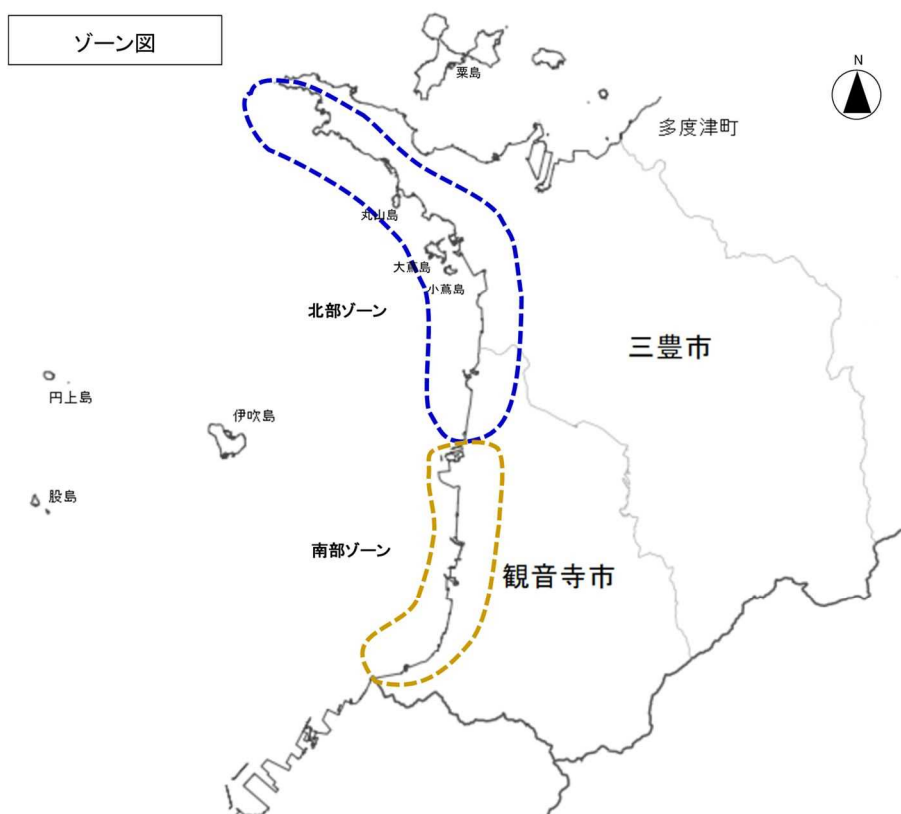 ゾーン図
粟島
N
多度津町
丸山島
大蔦島
小蔦島
北部ゾーン
三豊市
円上島
伊吹島
股島
南部ゾーン
観音寺市